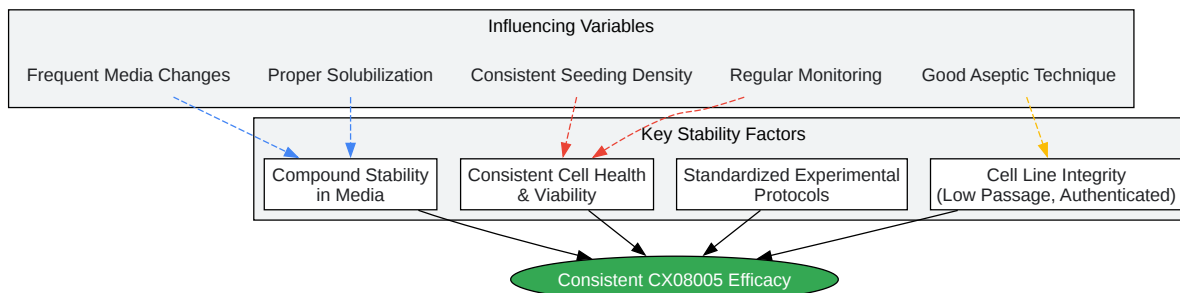 Influencing Variables
Frequent Media Changes
Proper Solubilization
Consistent Seeding Density
Regular Monitoring
Good Aseptic Technique
Key Stability Factors
Compound Stability
in Media
Consistent Cell Health
& Viability
Standardized Experimental
Protocols
Cell Line Integrity
(Low Passage, Authenticated)
Consistent CX08005 Efficacy